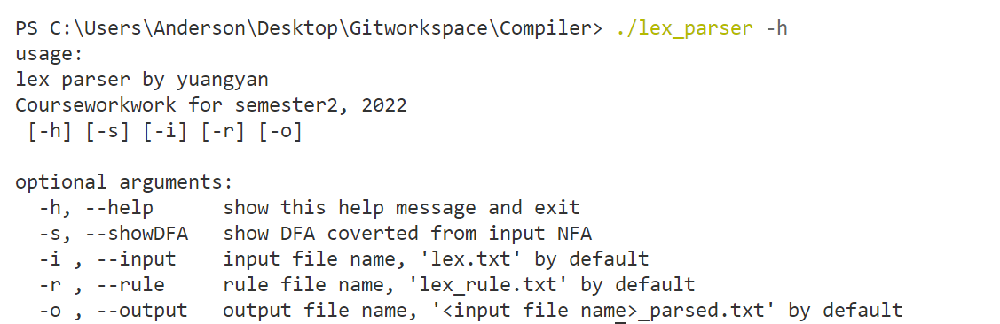 PS C:\Users\Anderson\Desktop\Gitworkspace\Compiler> ./lex_parser -h
usage:
lex parser by yuangyan
Courseworkwork for semester2, 2022
 [-h] [-s] [-i] [-r] [-o]

optional arguments:
  -h, --help      show this help message and exit
  -s, --showDFA   show DFA coverted from input NFA
  -i , --input    input file name, 'lex.txt' by default
  -r , --rule     rule file name, 'lex_rule.txt' by default
  -o , --output   output file name, '<input file name>_parsed.txt' by default